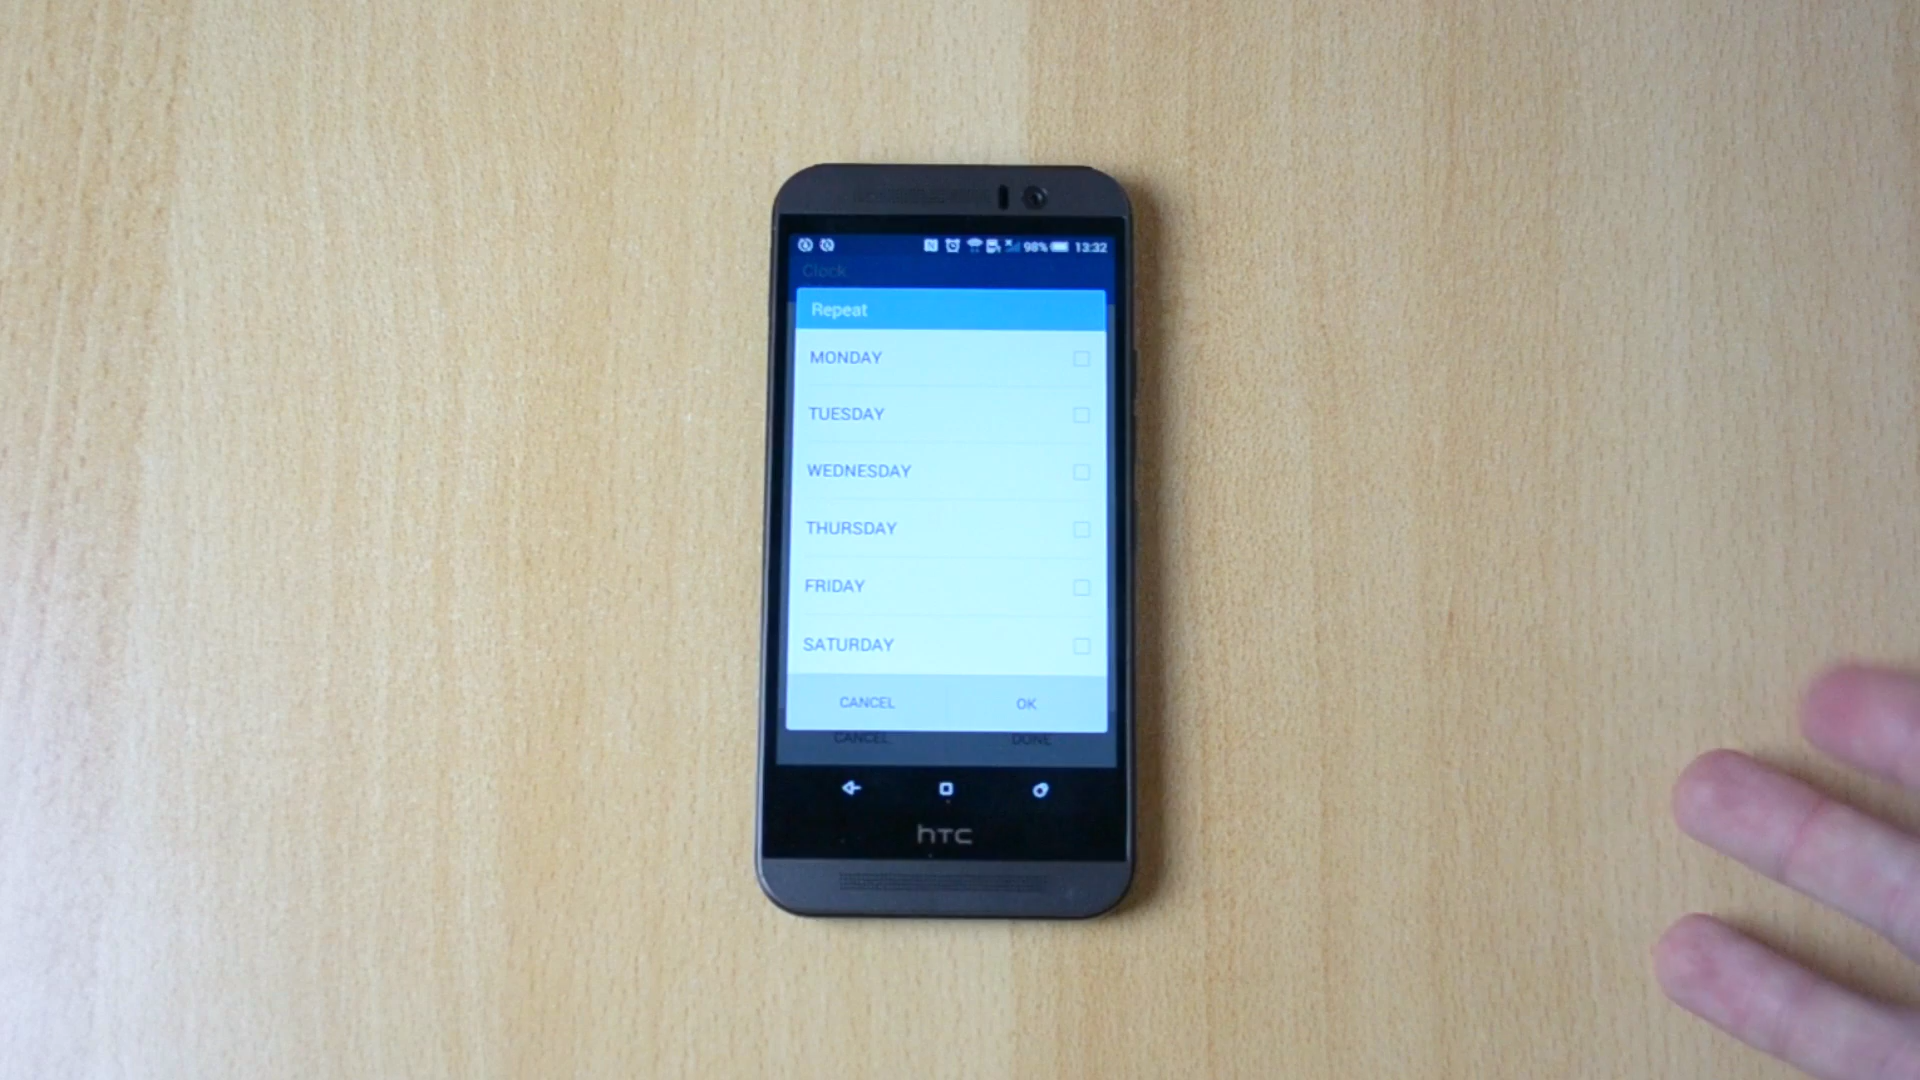 98% 13:32
Clock
Repeat
MONDAY
TUESDAY
WEDNESDAY
THURSDAY
FRIDAY
SATURDAY
CANCEL OK
CANCEL DONE
hTC